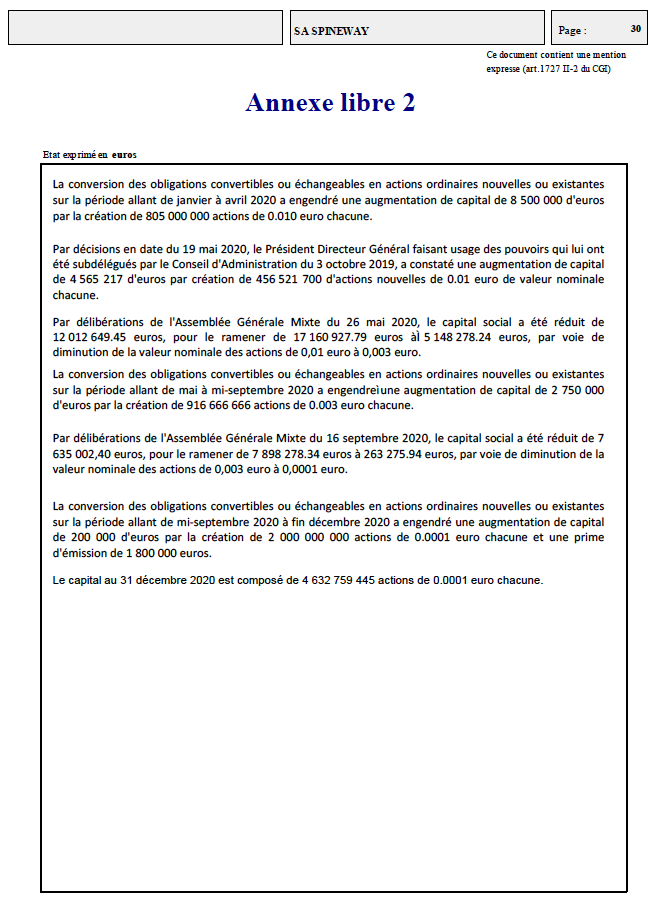 SA SPINEWAY
Page : 30
Ce document contient une mention
expresse (art.1727 II-2 du CGI)
Annexe libre 2
Etat exprimé en euros
La conversion des obligations convertibles ou échangeables en actions ordinaires nouvelles ou existantes
sur la période allant de janvier à avril 2020 a engendré une augmentation de capital de 8 500 000 d'euros
par la création de 805 000 000 actions de 0.010 euro chacune.
Par décisions en date du 19 mai 2020, le Président Directeur Général faisant usage des pouvoirs qui lui ont
été subdélégués par le Conseil d'Administration du 3 octobre 2019, a constaté une augmentation de capital
de 4 565 217 d'euros par création de 456 521 700 d'actions nouvelles de 0.01 euro de valeur nominale
chacune.
Par délibérations de l'Assemblée Générale Mixte du 26 mai 2020, le capital social a été réduit de
12 012 649.45 euros, pour le ramener de 17 160 927.79 euros àÌ 5 148 278.24 euros, par voie de
diminution de la valeur nominale des actions de 0,01 euro à 0,003 euro.
La conversion des obligations convertibles ou échangeables en actions ordinaires nouvelles ou existantes
sur la période allant de mai à mi-septembre 2020 a engendreìune augmentation de capital de 2 750 000
d'euros par la création de 916 666 666 actions de 0.003 euro chacune.
Par délibérations de l'Assemblée Générale Mixte du 16 septembre 2020, le capital social a été réduit de 7
635 002,40 euros, pour le ramener de 7 898 278.34 euros à 263 275.94 euros, par voie de diminution de la
valeur nominale des actions de 0,003 euro à 0,0001 euro.
La conversion des obligations convertibles ou échangeables en actions ordinaires nouvelles ou existantes
sur la période allant de mi-septembre 2020 à fin décembre 2020 a engendré une augmentation de capital
de 200 000 d'euros par la création de 2 000 000 000 actions de 0.0001 euro chacune et une prime
d'émission de 1 800 000 euros.
Le capital au 31 décembre 2020 est composé de 4 632 759 445 actions de 0.0001 euro chacune.